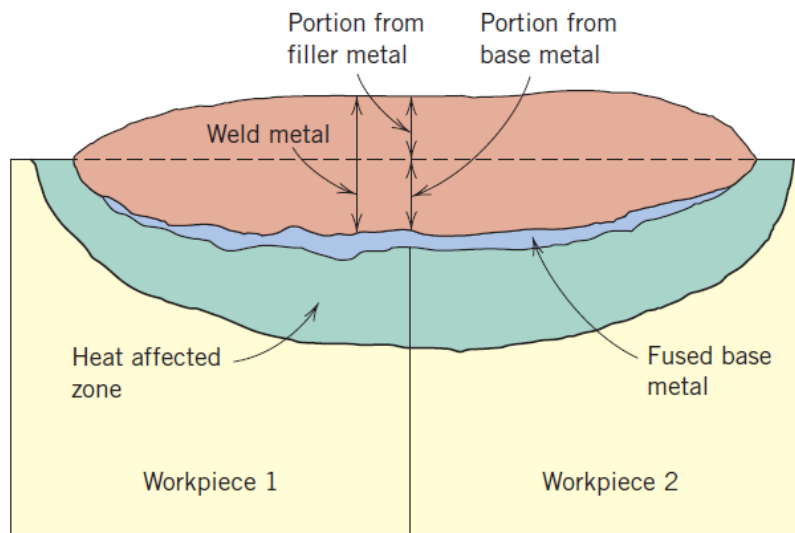 Portion from
filler metal
Portion from
base metal
Weld metal
Heat affected
zone
Fused base
metal
Workpiece 1
Workpiece 2